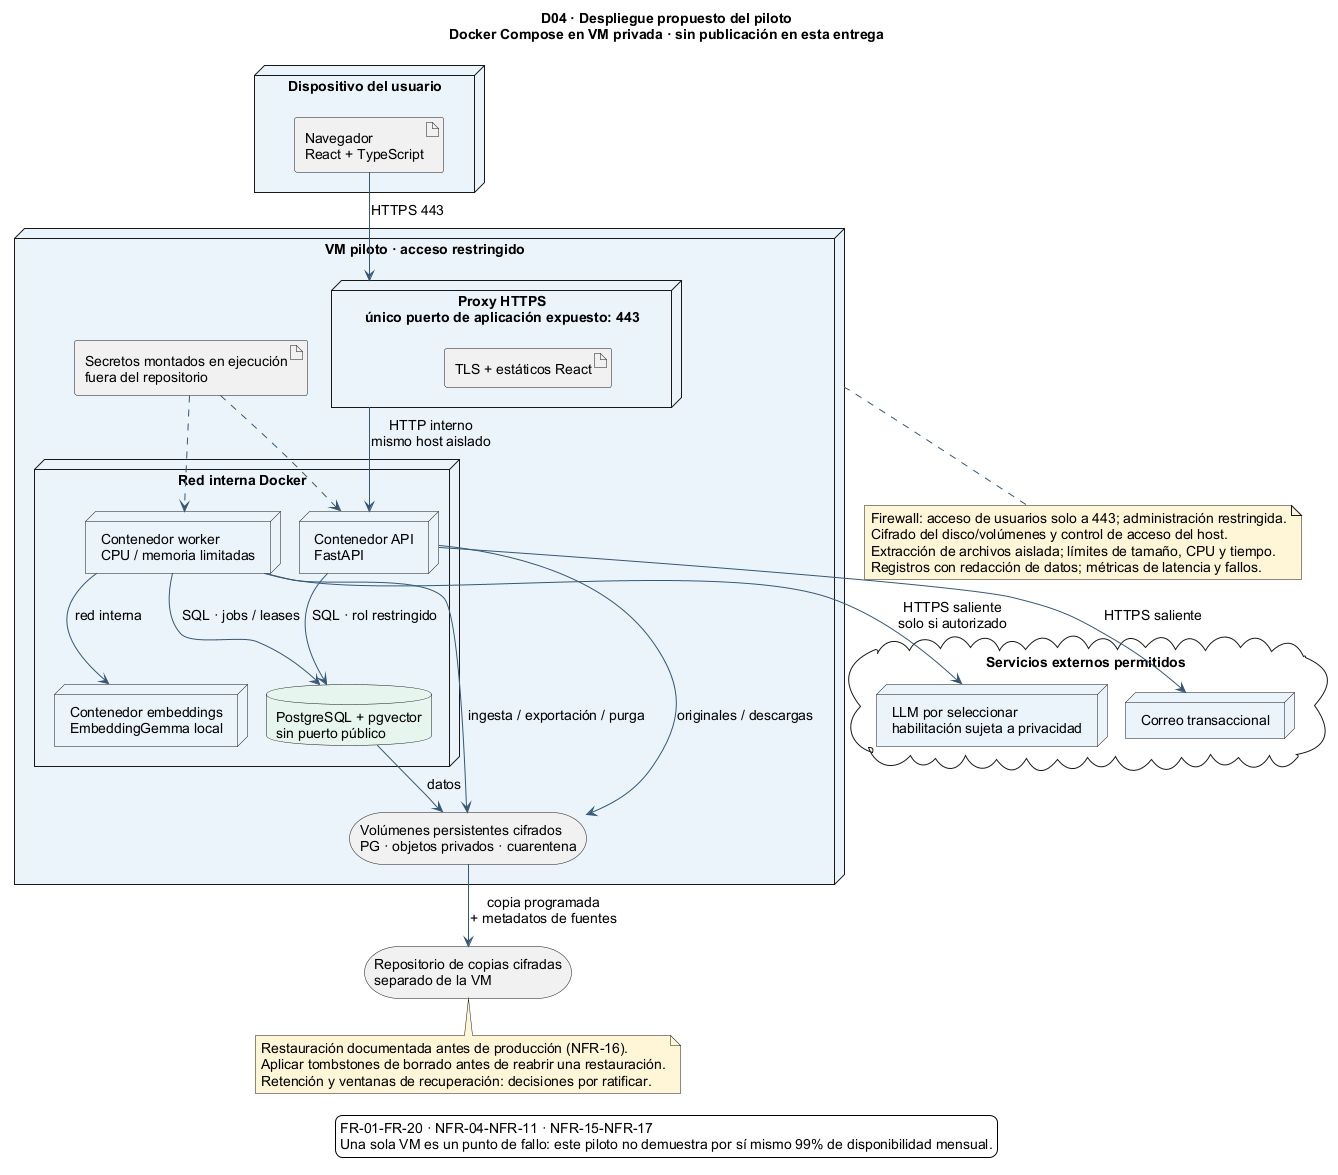 D04 · Despliegue propuesto del piloto
Docker Compose en VM privada · sin publicación en esta entrega
Dispositivo del usuario
Navegador
React + TypeScript
HTTPS 443
VM piloto · acceso restringido
Proxy HTTPS
único puerto de aplicación expuesto: 443
TLS + estáticos React
Secretos montados en ejecución
fuera del repositorio
HTTP interno
mismo host aislado
Red interna Docker
Contenedor worker
CPU / memoria limitadas
Contenedor API
FastAPI
Firewall: acceso de usuarios solo a 443; administración restringida.
Cifrado del disco/volúmenes y control de acceso del host.
Extracción de archivos aislada; límites de tamaño, CPU y tiempo.
Registros con redacción de datos; métricas de latencia y fallos.
red interna
SQL · jobs / leases
SQL · rol restringido
HTTPS saliente
solo si autorizado
HTTPS saliente
Servicios externos permitidos
Contenedor embeddings
EmbeddingGemma local
PostgreSQL + pgvector
sin puerto público
ingesta / exportación / purga
originales / descargas
LLM por seleccionar
habilitación sujeta a privacidad
Correo transaccional
datos
Volúmenes persistentes cifrados
PG · objetos privados · cuarentena
copia programada
+ metadatos de fuentes
Repositorio de copias cifradas
separado de la VM
Restauración documentada antes de producción (NFR-16).
Aplicar tombstones de borrado antes de reabrir una restauración.
Retención y ventanas de recuperación: decisiones por ratificar.
FR-01-FR-20 · NFR-04-NFR-11 · NFR-15-NFR-17
Una sola VM es un punto de fallo: este piloto no demuestra por sí mismo 99% de disponibilidad mensual.